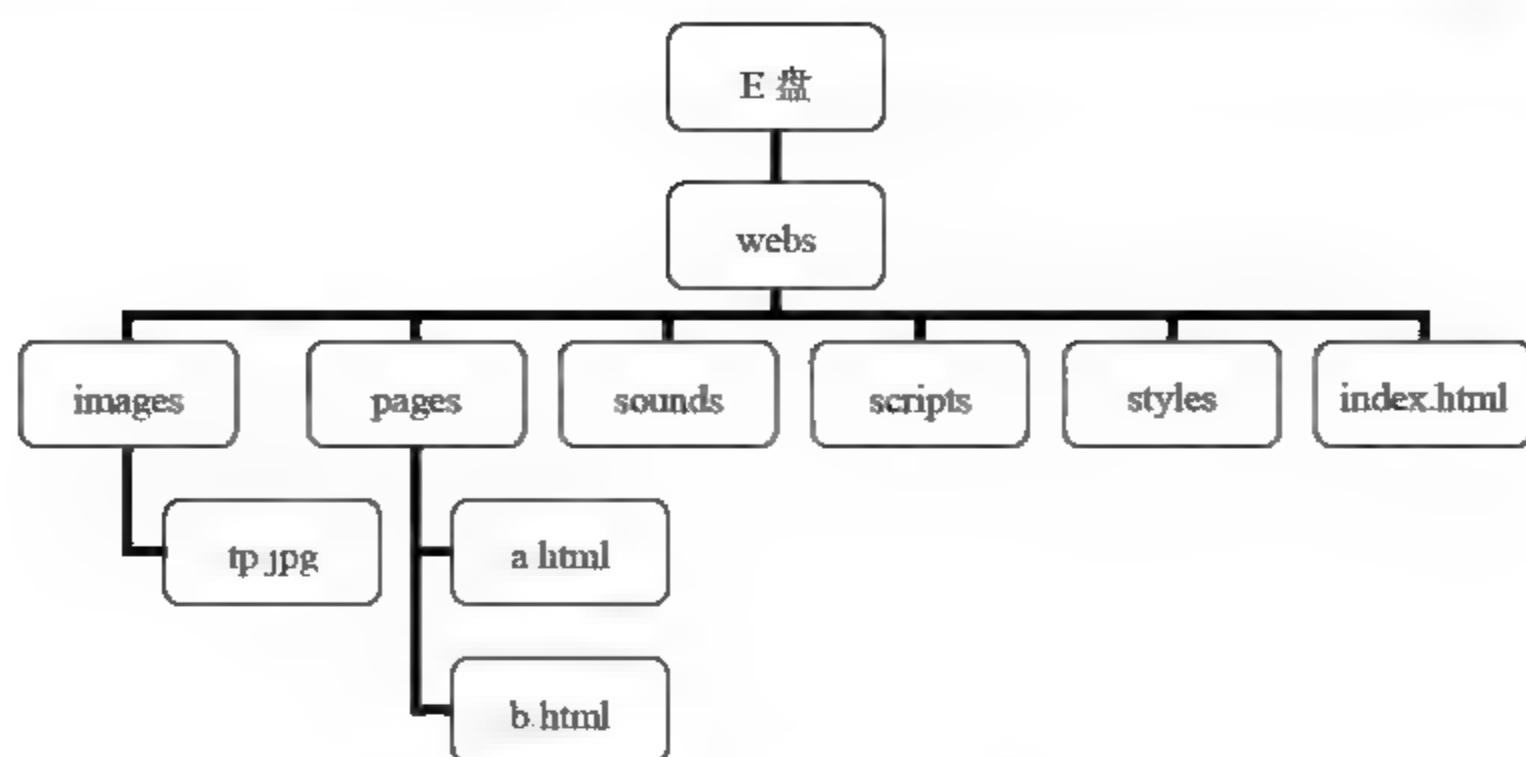 E 盘
webs
images
pages
sounds
scripts
styles
index.html
tp jpg
a html
b.html